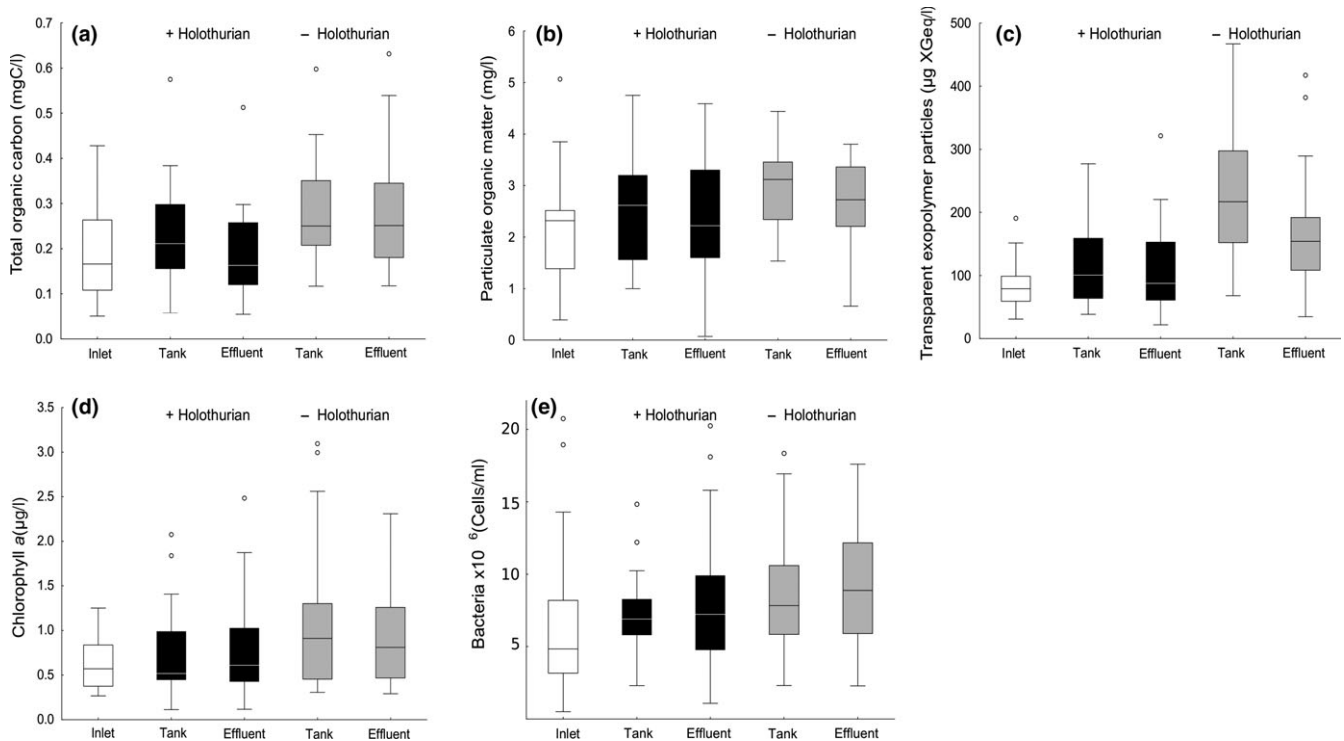 (a)
+ Holothurian
– Holothurian
Total organic carbon (mgC/l)
0.7
0.6
0.5
0.4
0.3
0.2
0.1
0.0
Inlet
Tank
Effluent
Tank
Effluent
(b)
+ Holothurian
– Holothurian
Particulate organic matter (mg/l)
6
5
4
3
2
1
0
Inlet
Tank
Effluent
Tank
Effluent
(c)
+ Holothurian
– Holothurian
Transparent exopolymer particles (µg XGeq/l)
500
400
300
200
100
0
Inlet
Tank
Effluent
Tank
Effluent
(d)
+ Holothurian
– Holothurian
Chlorophyll a(µg/l)
3.5
3.0
2.5
2.0
1.5
1.0
0.5
0.0
Inlet
Tank
Effluent
Tank
Effluent
(e)
+ Holothurian
– Holothurian
Bacteria x10 6(Cells/ml)
20
15
10
5
Inlet
Tank
Effluent
Tank
Effluent